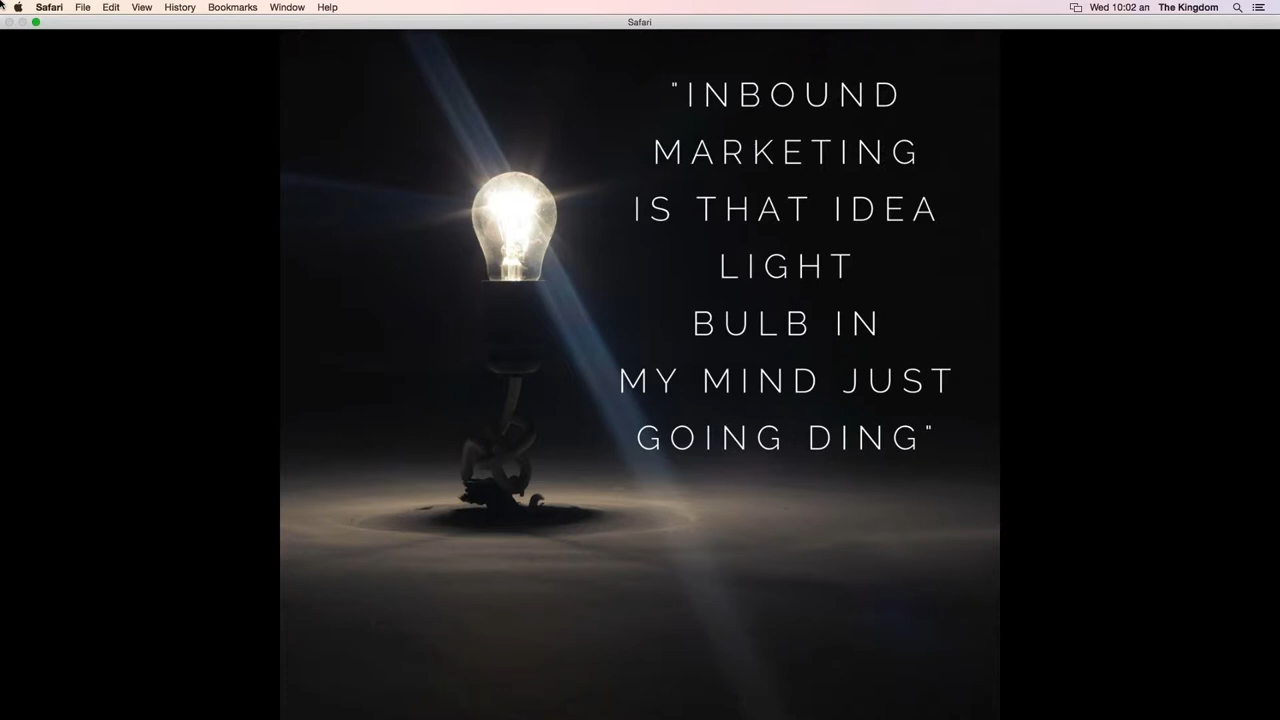 Safari File Edit View History Bookmarks Window Help Wed 10:02 an The Kingdom
Safari
"INBOUND
MARKETING
IS THAT IDEA
LIGHT
BULB IN
MY MIND JUST
GOING DING"